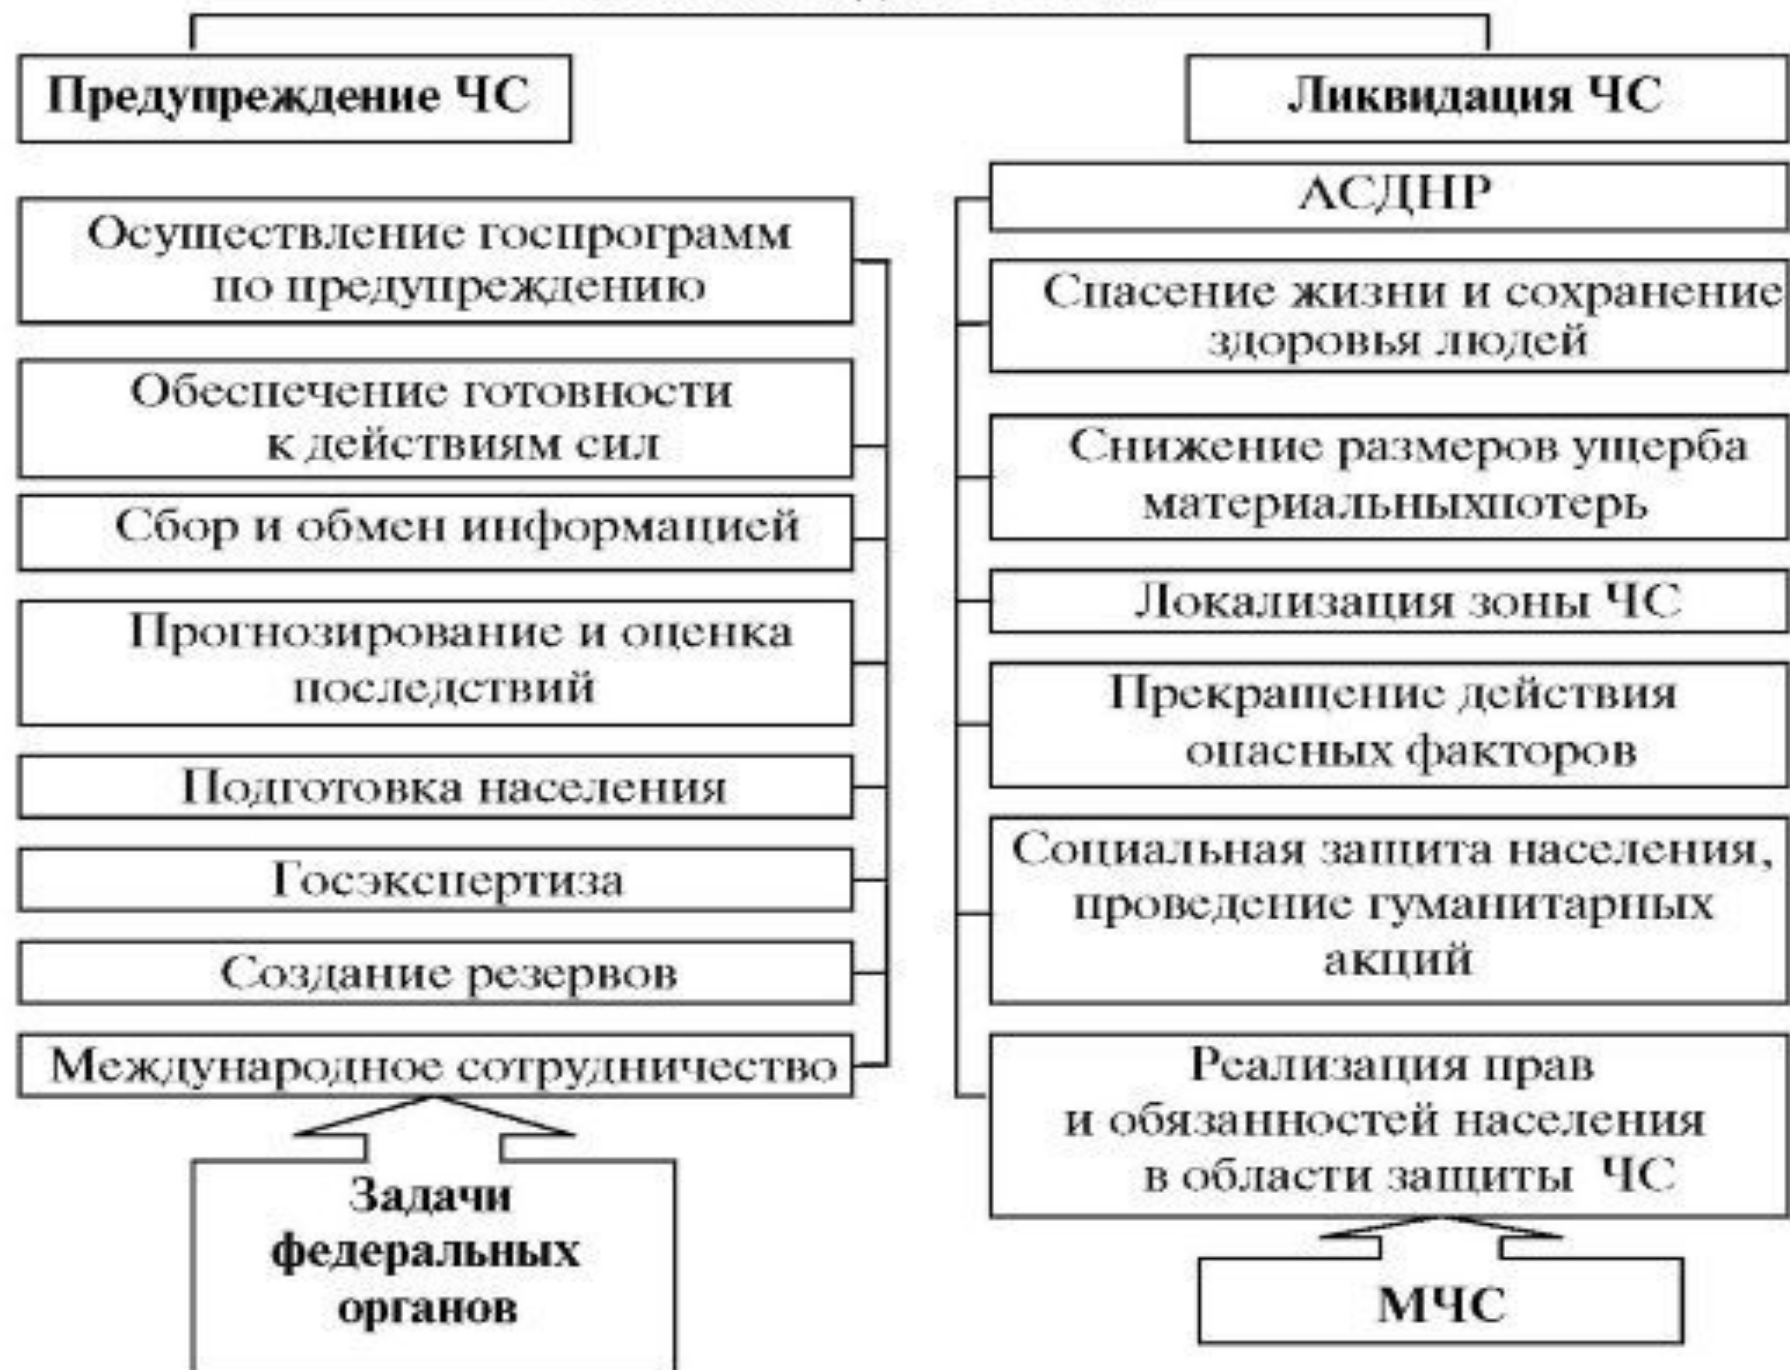 Предупреждение ЧС
Осуществление госпрограмм
по предупреждению
Обеспечение готовности
к действиям сил
Сбор и обмен информацией
Прогнозирование и оценка
последствий
Подготовка населения
Госэкспертиза
Создание резервов
Международное сотрудничество
Задачи
федеральных
органов
Ликвидация ЧС
АСДНР
Спасение жизни и сохранение
здоровья людей
Снижение размеров ущерба
материальныхпотерь
Локализация зоны ЧС
Прекращение действия
опасных факторов
Социальная защита населения,
проведение гуманитарных
акций
Реализация прав
и обязанностей населения
в области защиты ЧС
МЧС